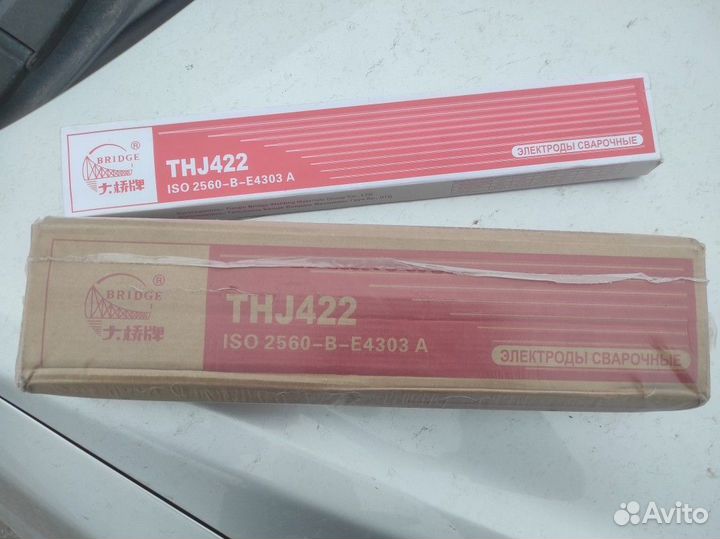 BRIDGE ®
大桥牌
THJ422
ISO 2560-B-E4303 A
ЭЛЕКТРОДЫ СВАРОЧНЫЕ
BRIDGE ®
大桥牌
THJ422
ISO 2560-B-E4303 A
ЭЛЕКТРОДЫ СВАРОЧНЫЕ
Avito